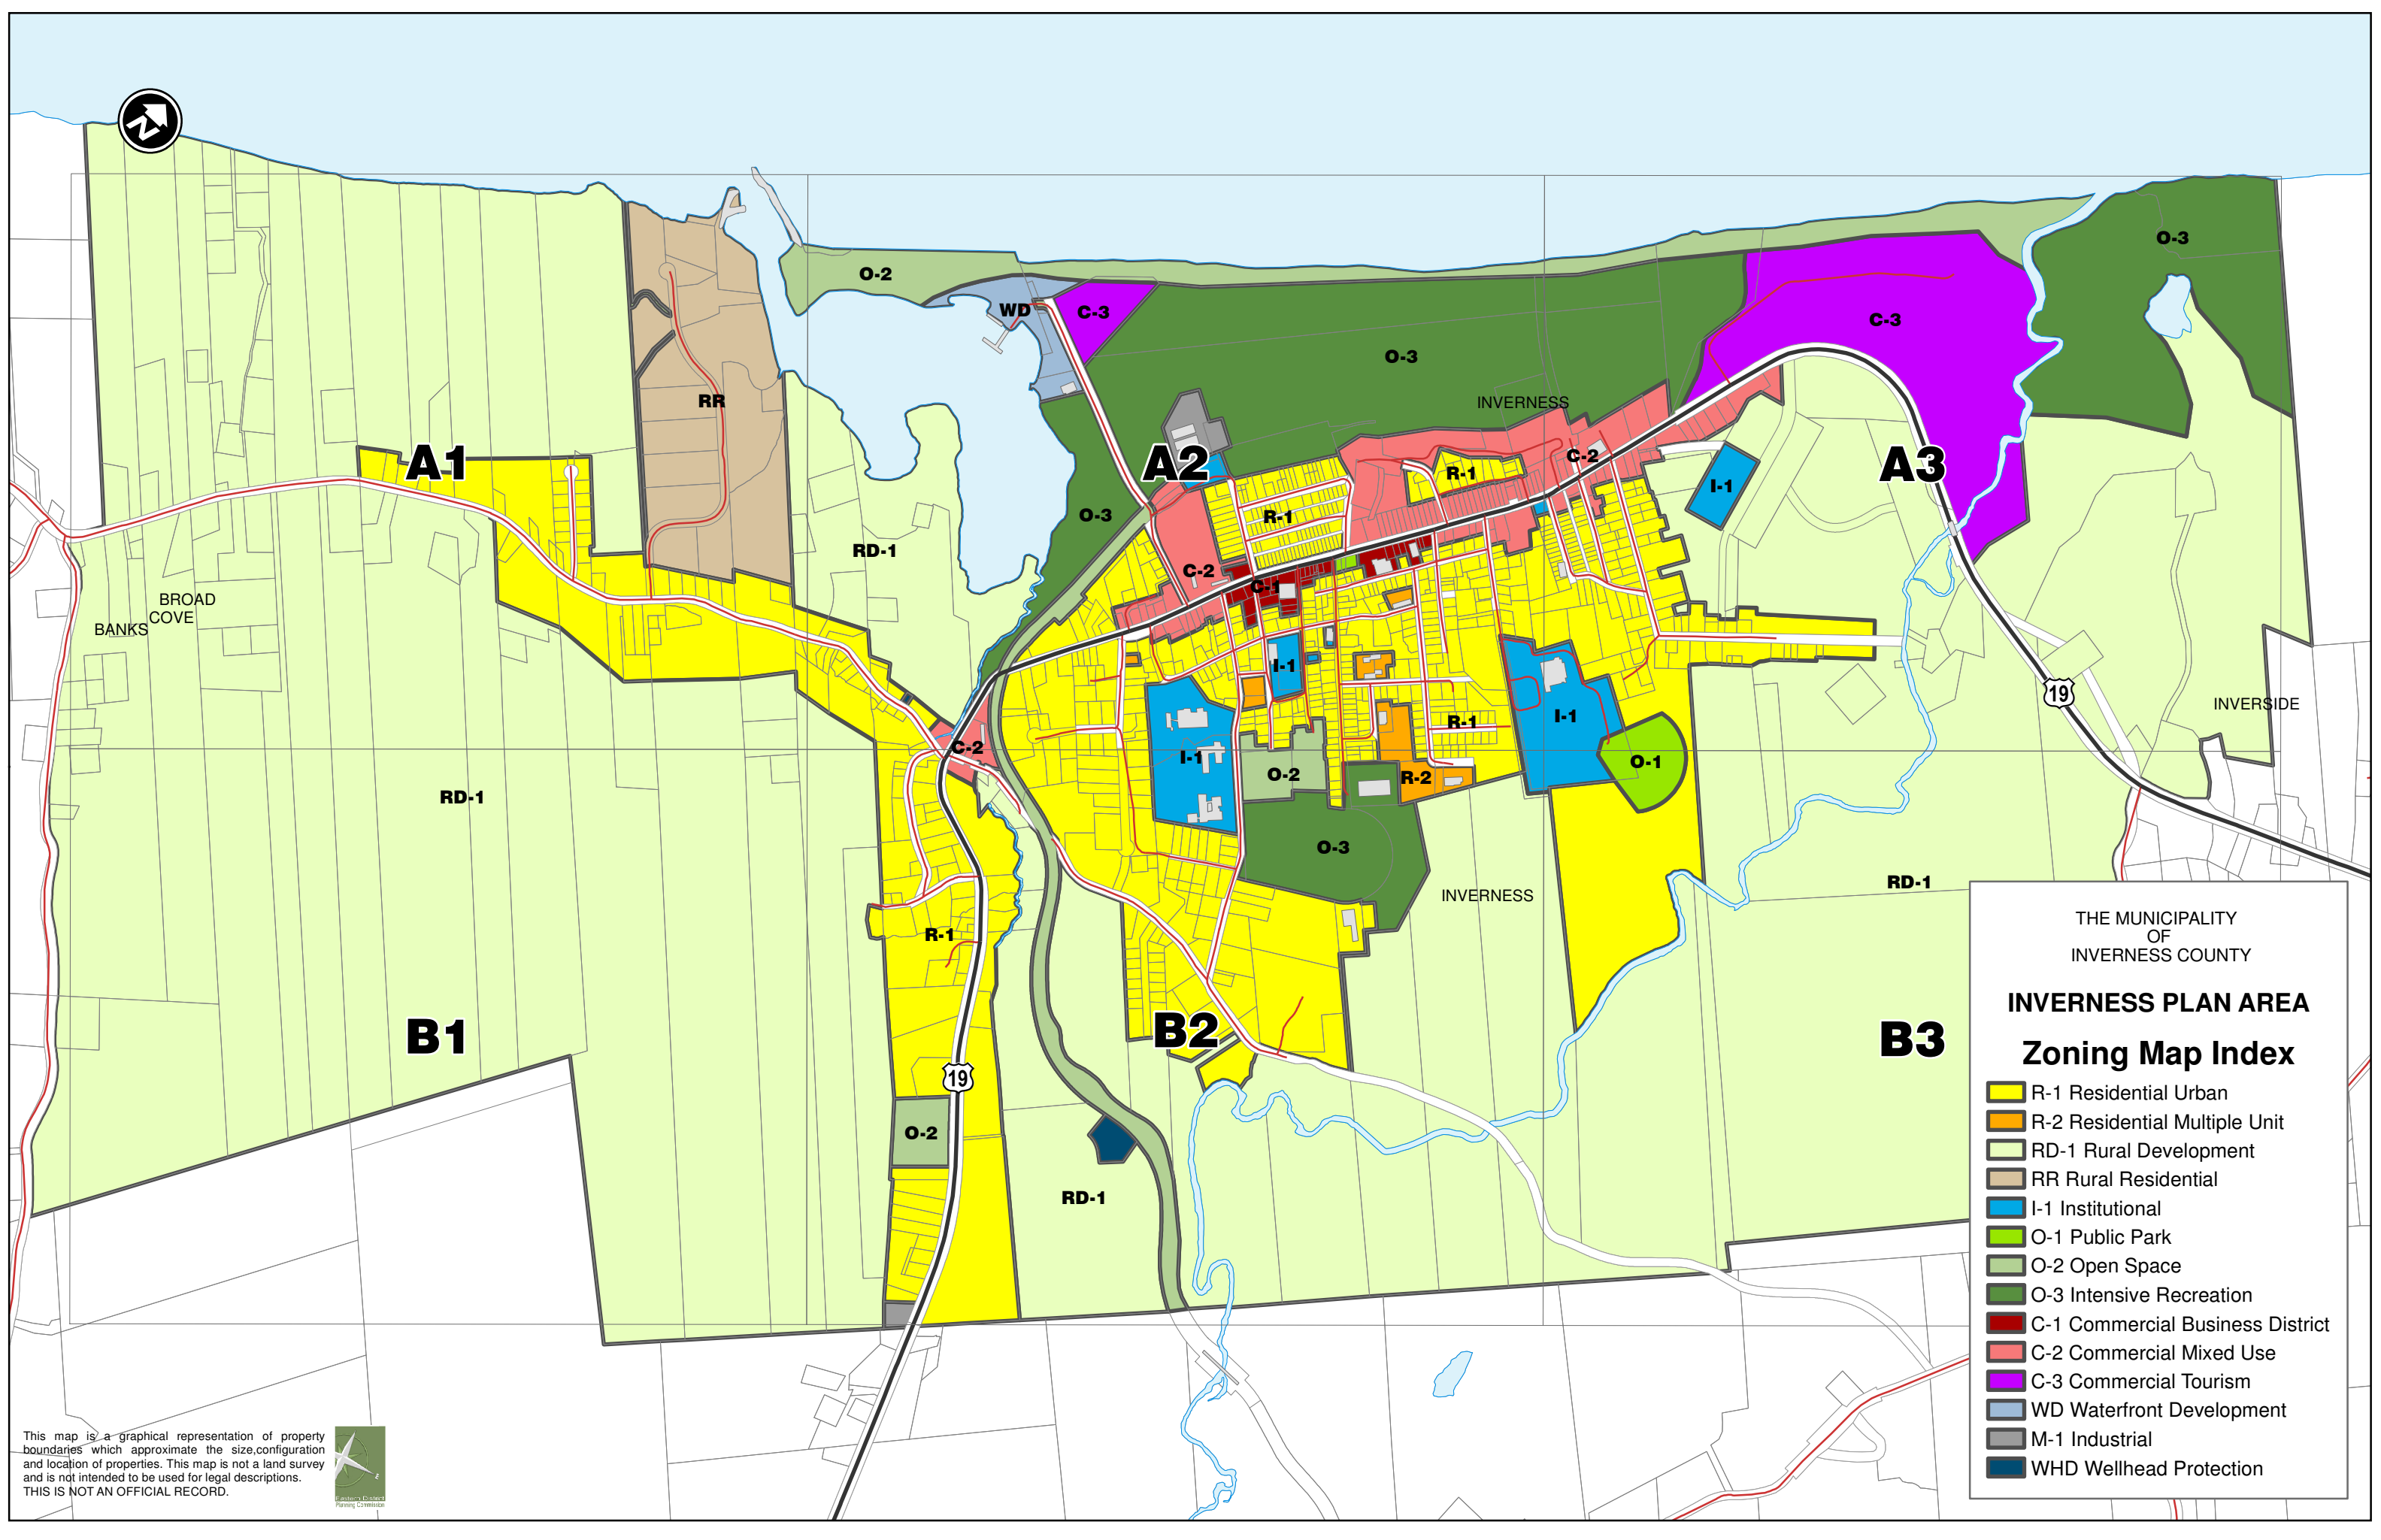 N
O-3
O-2
WD
C-3
C-3
O-3
RR
INVERNESS
A1
A2
C-2
A3
R-1
I-1
O-3
R-1
RD-1
C-2
C-1
BROAD
COVE
BANKS
I-1
19
INVERSIDE
I-1
R-1
C-2
I-1
O-1
O-2
R-2
RD-1
O-3
RD-1
INVERNESS
R-1
B1
B2
B3
19
O-2
RD-1
THE MUNICIPALITY
OF
INVERNESS COUNTY
INVERNESS PLAN AREA
Zoning Map Index
R-1 Residential Urban
R-2 Residential Multiple Unit
RD-1 Rural Development
RR Rural Residential
I-1 Institutional
O-1 Public Park
O-2 Open Space
O-3 Intensive Recreation
C-1 Commercial Business District
C-2 Commercial Mixed Use
C-3 Commercial Tourism
WD Waterfront Development
M-1 Industrial
WHD Wellhead Protection
This map is a graphical representation of property
boundaries which approximate the size,configuration
and location of properties. This map is not a land survey
and is not intended to be used for legal descriptions.
THIS IS NOT AN OFFICIAL RECORD.
Eastern District
Planning Commission